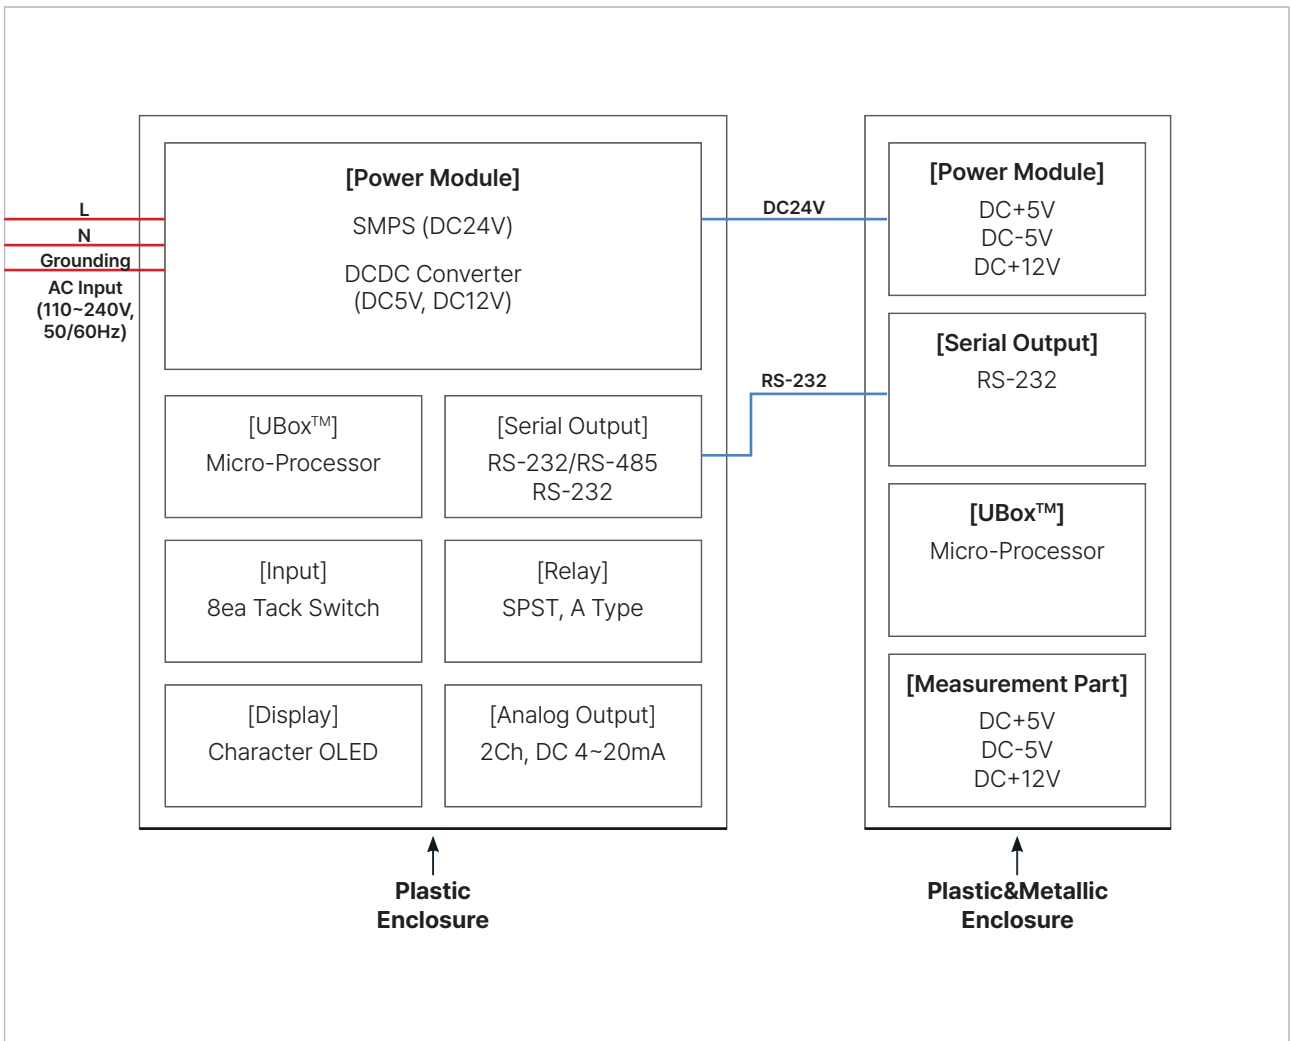 L
N
Grounding
AC Input
(110~240V,
50/60Hz)
[Power Module]
SMPS (DC24V)
DCDC Converter
(DC5V, DC12V)
[UBox™]
Micro-Processor
[Serial Output]
RS-232/RS-485
RS-232
[Input]
8ea Tack Switch
[Relay]
SPST, A Type
[Display]
Character OLED
[Analog Output]
2Ch, DC 4~20mA
Plastic
Enclosure
DC24V
RS-232
[Power Module]
DC+5V
DC-5V
DC+12V
[Serial Output]
RS-232
[UBox™]
Micro-Processor
[Measurement Part]
DC+5V
DC-5V
DC+12V
Plastic&Metallic
Enclosure